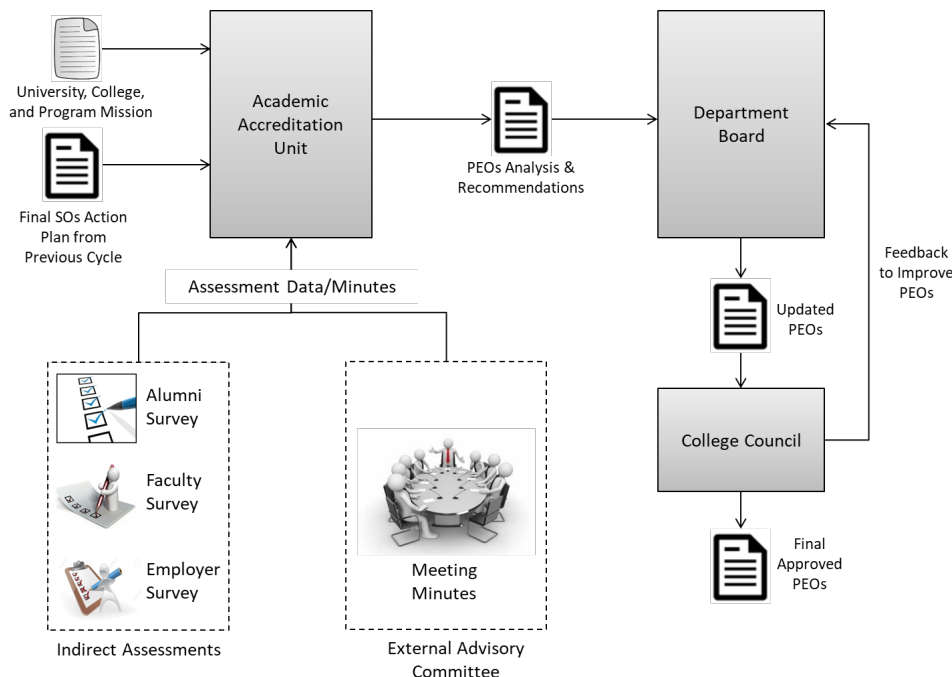 University, College,
and Program Mission
Final SOs Action
Plan from
Previous Cycle
Academic
Accreditation
Unit
PEOs Analysis &
Recommendations
Department
Board
Feedback
to Improve
PEOs
Updated
PEOs
College Council
Final
Approved
PEOs
Assessment Data/Minutes
Alumni
Survey
Faculty
Survey
Employer
Survey
Indirect Assessments
Meeting
Minutes
External Advisory
Committee